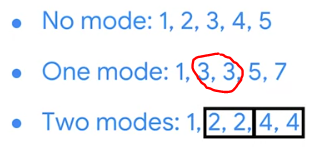 • No mode: 1, 2, 3, 4, 5
• One mode: 1, 3, 3, 5, 7
• Two modes: 1, 2, 2, 4, 4